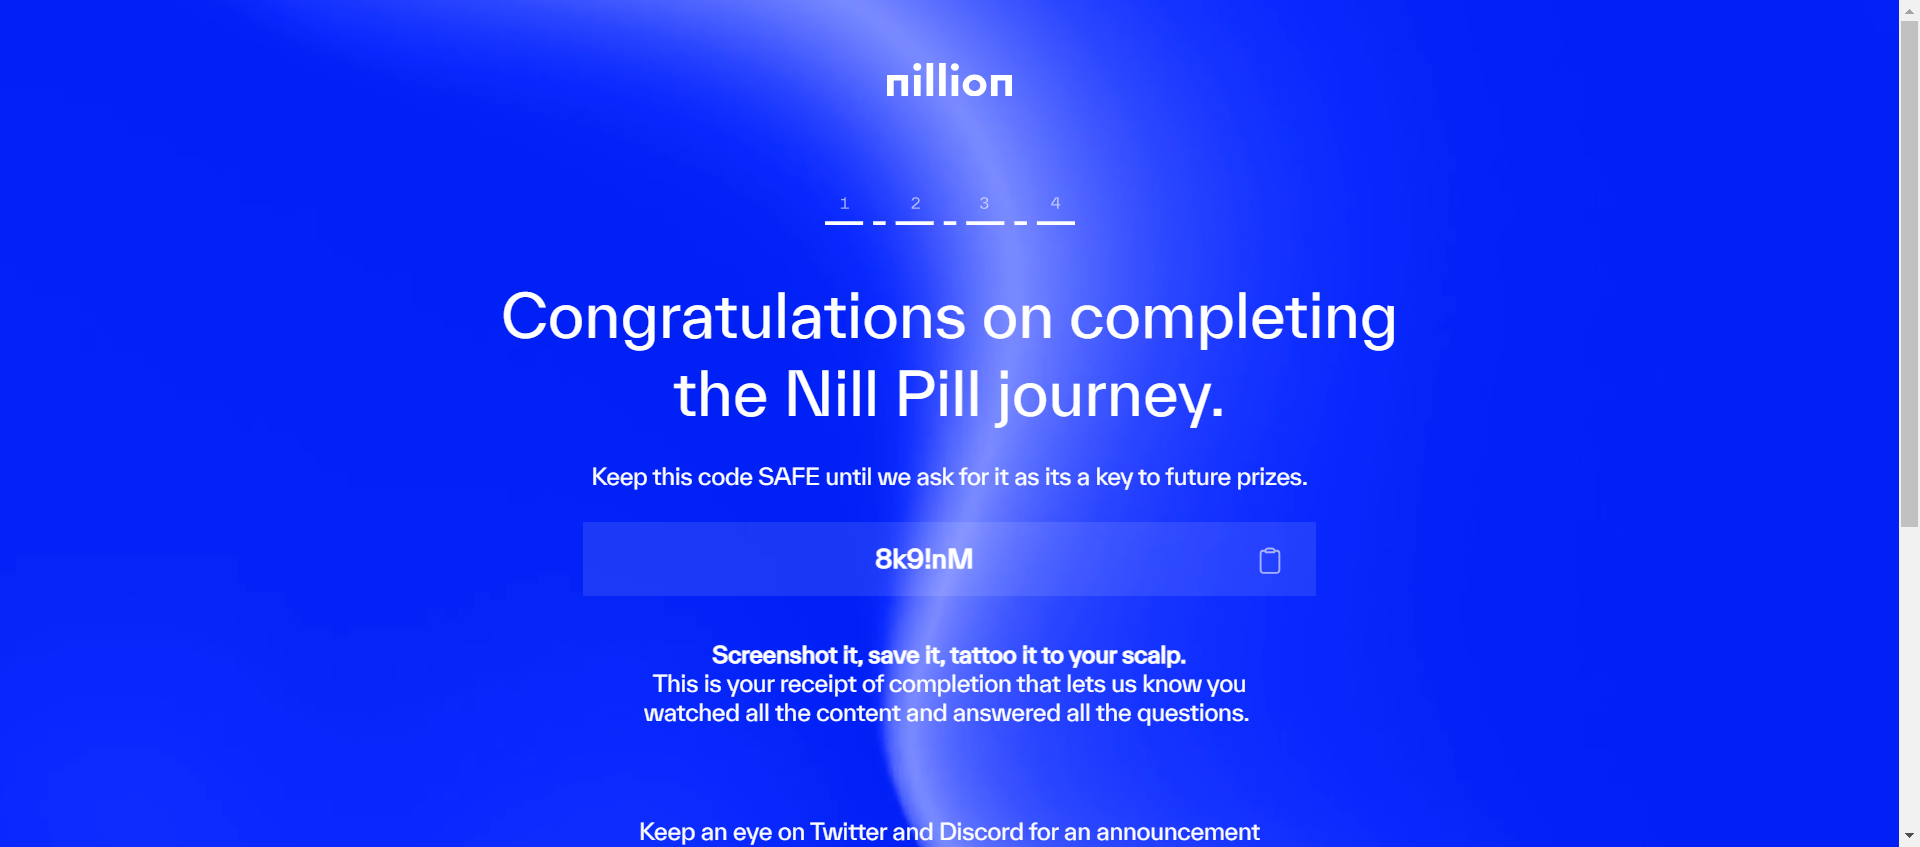 nillion
1 2 3 4
Congratulations on completing
the Nill Pill journey.
Keep this code SAFE until we ask for it as its a key to future prizes.
8k9!nM
Screenshot it, save it, tattoo it to your scalp.
This is your receipt of completion that lets us know you
watched all the content and answered all the questions.
Keep an eye on Twitter and Discord for an announcement